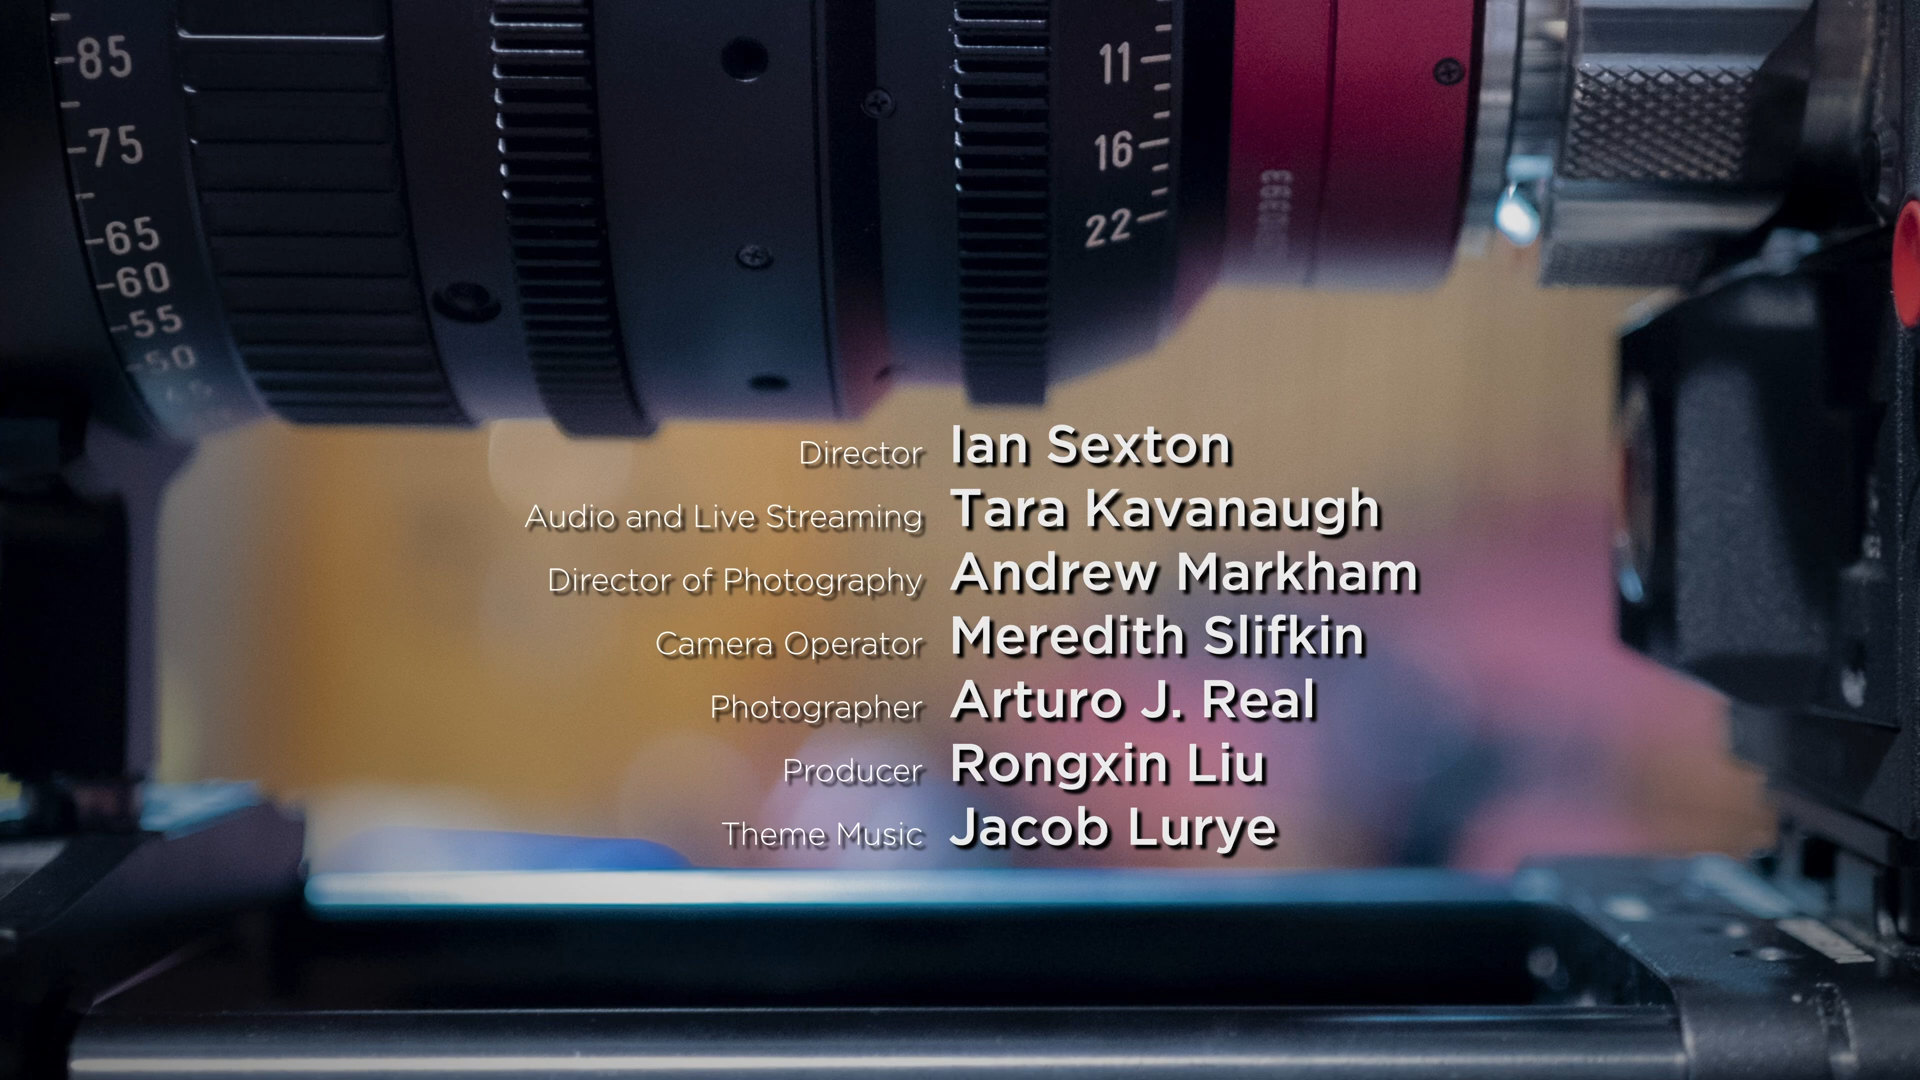 -85
-75
-65
-60
-55
-50
11
16
22
Director Ian Sexton
Audio and Live Streaming Tara Kavanaugh
Director of Photography Andrew Markham
Camera Operator Meredith Slifkin
Photographer Arturo J. Real
Producer Rongxin Liu
Theme Music Jacob Lurye